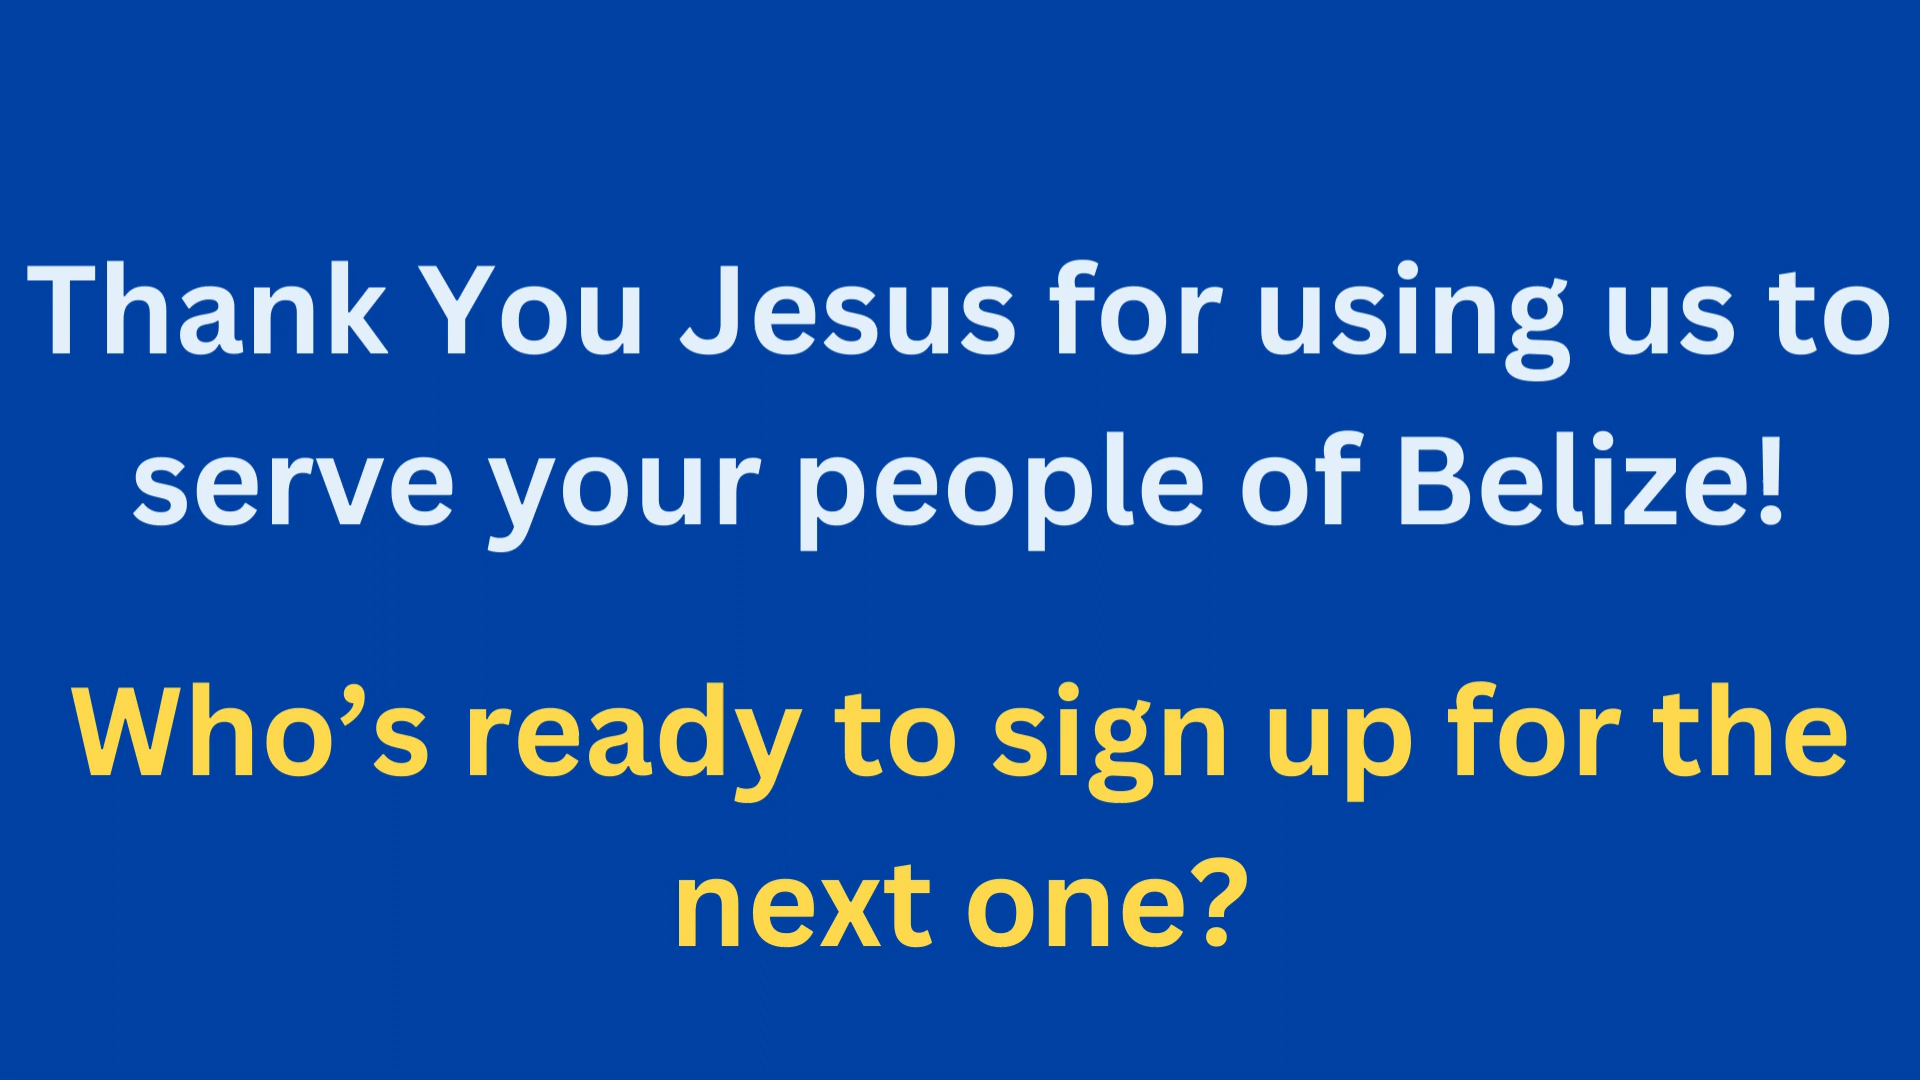 Thank You Jesus for using us to
serve your people of Belize!
Who’s ready to sign up for the
next one?